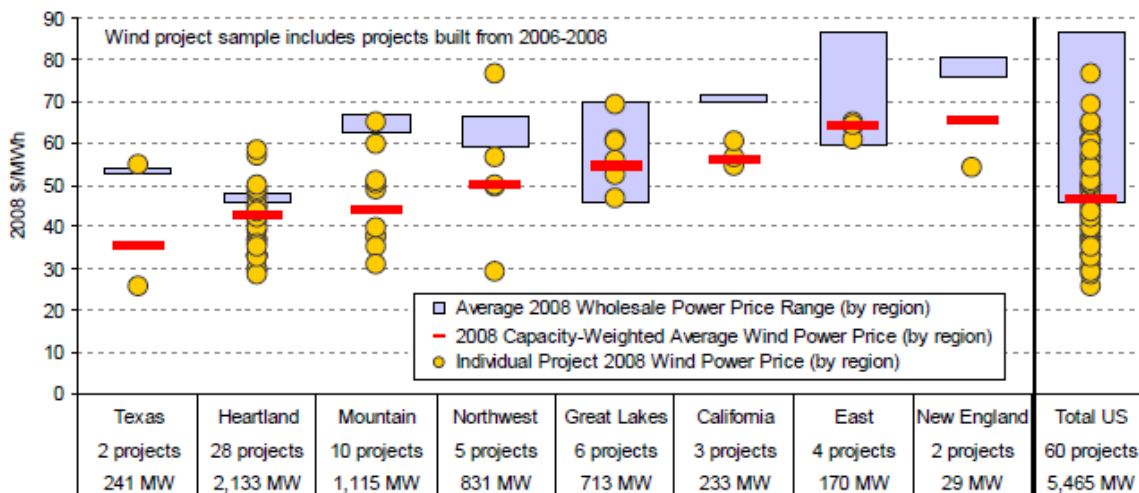 90
80
70
60
50
40
30
20
10
0
2008 $/MWh
Wind project sample includes projects built from 2006-2008
Average 2008 Wholesale Power Price Range (by region)
2008 Capacity-Weighted Average Wind Power Price (by region)
Individual Project 2008 Wind Power Price (by region)
Texas
2 projects
241 MW
Heartland
28 projects
2,133 MW
Mountain
10 projects
1,115 MW
Northwest
5 projects
831 MW
Great Lakes
6 projects
713 MW
California
3 projects
233 MW
East
4 projects
170 MW
New England
2 projects
29 MW
Total US
60 projects
5,465 MW